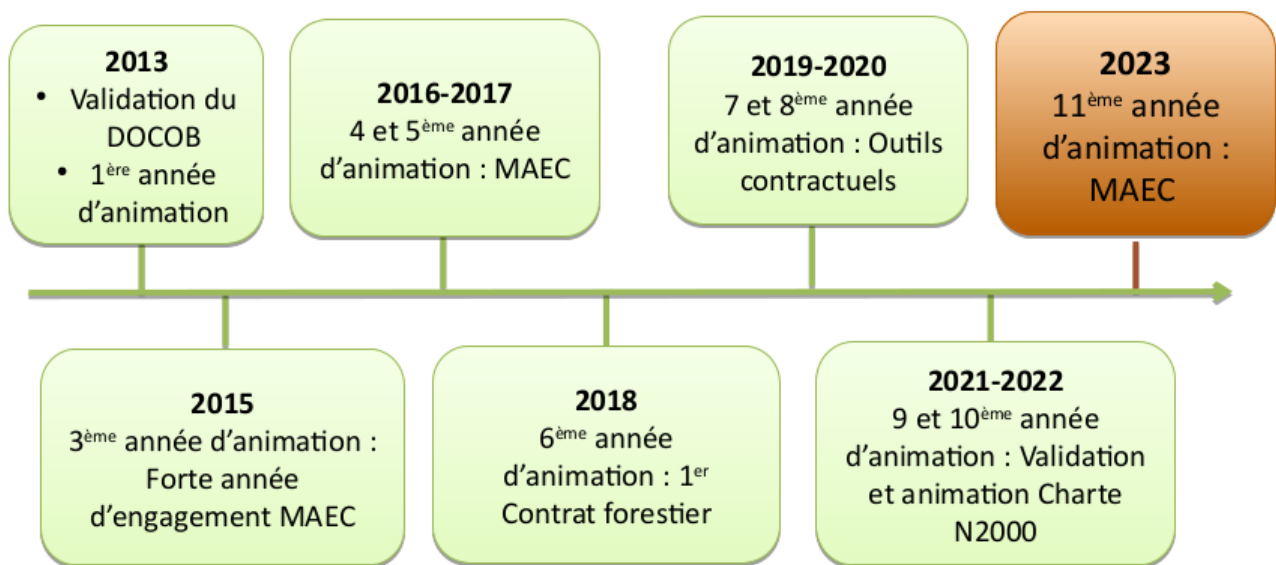 2013
• Validation du
DOCOB
• 1ère année
d’animation
2015
3ème année d’animation :
Forte année
d’engagement MAEC
2016-2017
4 et 5ème année
d’animation : MAEC
2018
6ème année
d’animation : 1er
Contrat forestier
2019-2020
7 et 8ème année
d’animation : Outils
contractuels
2021-2022
9 et 10ème année
d’animation : Validation
et animation Charte
N2000
2023
11ème année
d’animation :
MAEC